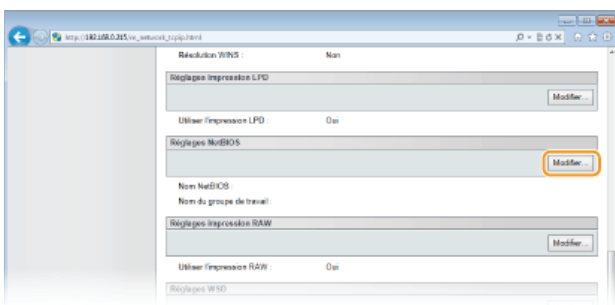 http://192.168.0.215/m_network_tcpip.html
Résolution WINS : Non
Réglages Impression LPD
Modifier...
Utiliser l'impression LPD : Oui
Réglages NetBIOS
Modifier...
Nom NetBIOS :
Nom du groupe de travail :
Réglages Impression RAW
Modifier...
Utiliser l'impression RAW : Oui
Réglages WSD